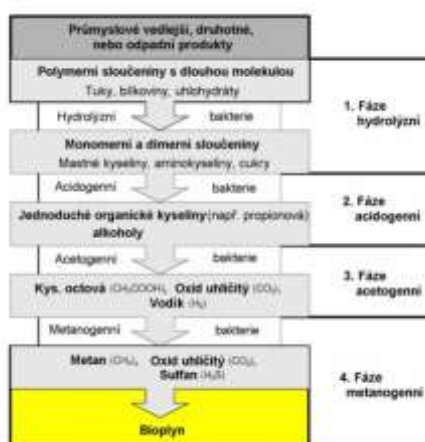 Průmyslové vedlejší, druhotné,
nebo odpadní produkty
Polymerní sloučeniny s dlouhou molekulou
Tuky, bílkoviny, uhlohydráty
Hydrolýzní bakterie
1. Fáze
hydrolýzní
Monomerní a dimerní sloučeniny
Mastné kyseliny, aminokyseliny, cukry
Acidogenní bakterie
2. Fáze
acidogenní
Jednoduché organické kyseliny (např. propionová)
alkoholy
Acetogenní bakterie
3. Fáze
acetogenní
Kys. octová (CH₃COOH), Oxid uhličitý (CO₂),
Vodík (H₂)
Metanogenní bakterie
Metan (CH₄), Oxid uhličitý (CO₂),
Sulfan (H₂S)
4. Fáze
metanogenní
Bioplyn